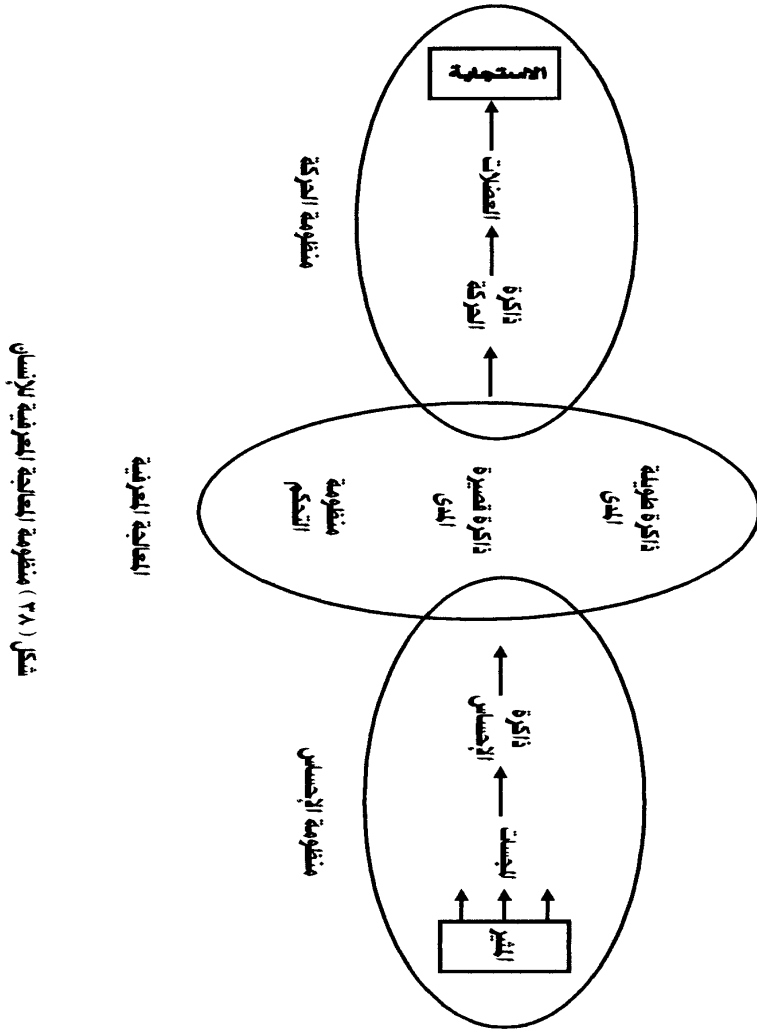 المثير
المجسات
ذاكرة
الإحساس
منظومة الإحساس
ذاكرة طويلة
المدى
ذاكرة قصيرة
المدى
منظومة
التحكم
المعالجة المعرفية
ذاكرة
الحركة
العضلات
الاستجابة
منظومة الحركة
شكل (٣٨) منظومة المعالجة المعرفية للإنسان